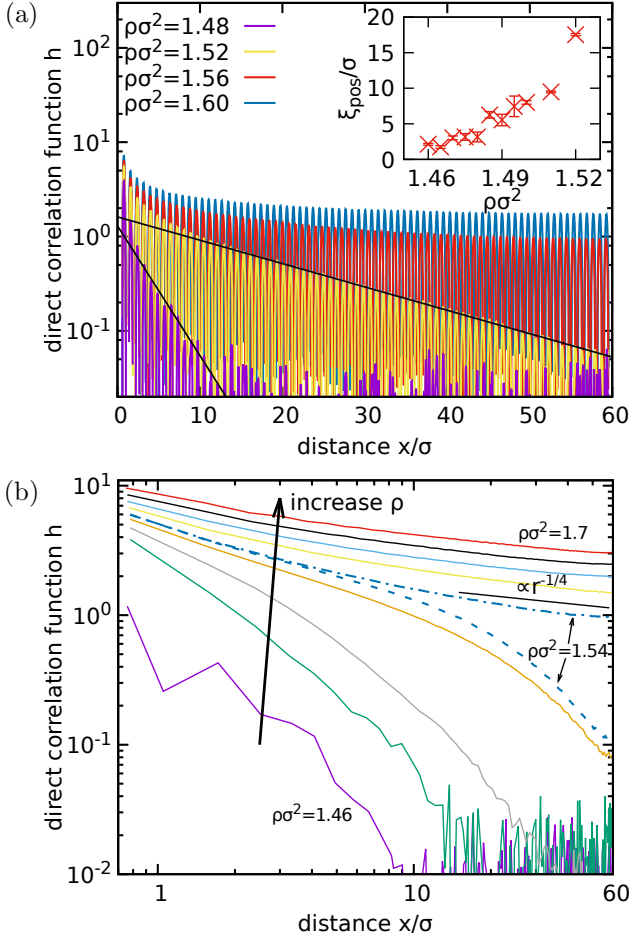 (a)
direct correlation function h
10²
10¹
10⁰
10⁻¹
ρσ²=1.48
ρσ²=1.52
ρσ²=1.56
ρσ²=1.60
ξpos/σ
20
15
10
5
0
1.46 1.49 1.52
ρσ²
0 10 20 30 40 50 60
distance x/σ
(b)
direct correlation function h
10¹
10⁰
10⁻¹
10⁻²
increase ρ
ρσ²=1.7
∝r⁻¹/⁴
ρσ²=1.54
ρσ²=1.46
1 10 60
distance x/σ